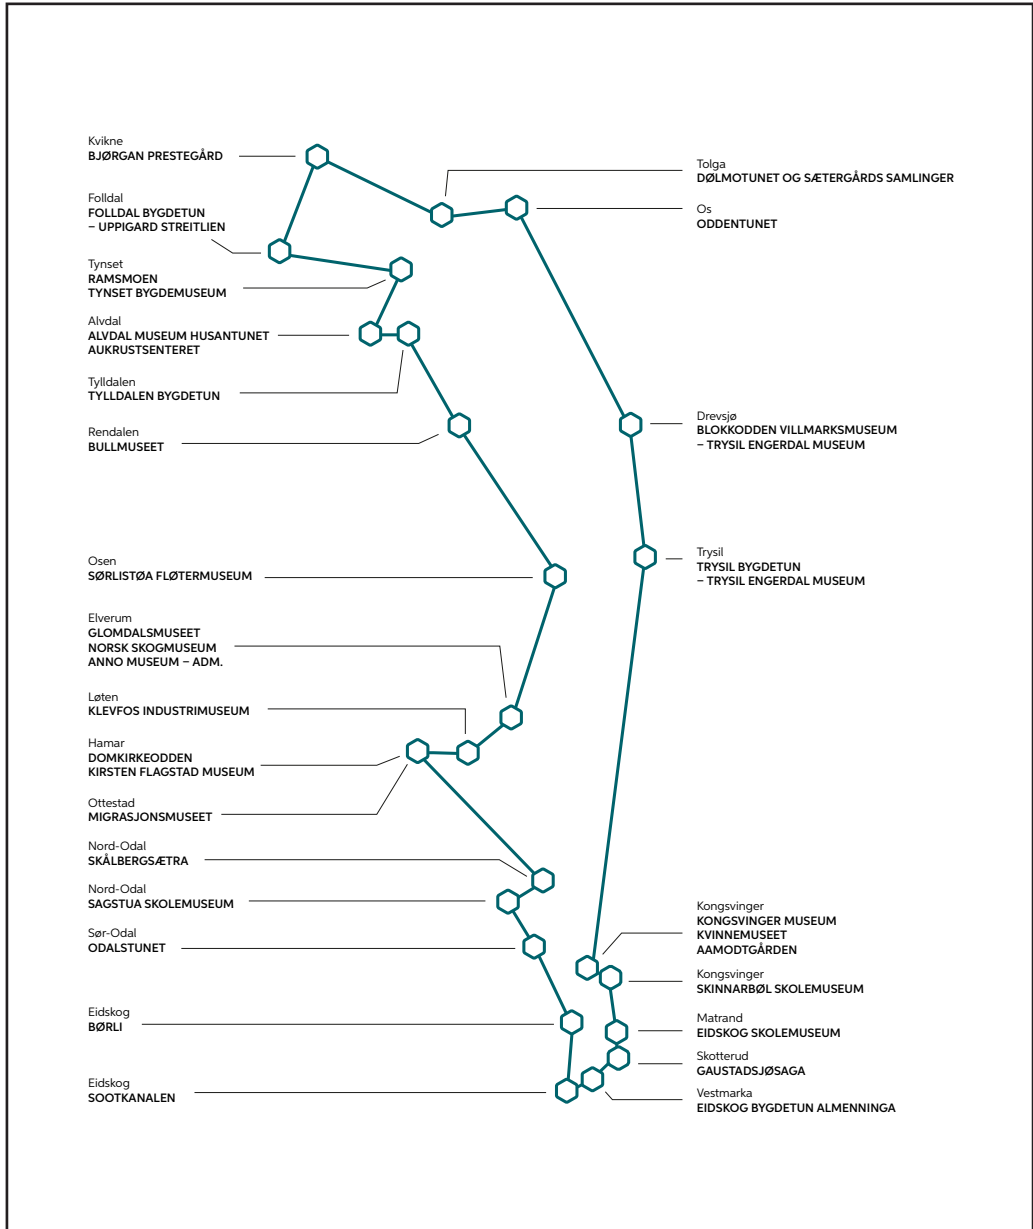 Kvikne
BJØRGAN PRESTEGÅRD
Folldal
FOLLDAL BYGDETUN
– UPPIGARD STREITLIEN
Tynset
RAMSMOEN
TYNSET BYGDEMUSEUM
Alvdal
ALVDAL MUSEUM HUSANTUNET
AUKRUSTSENTERET
Tylldalen
TYLLDALEN BYGDETUN
Rendalen
BULLMUSEET
Osen
SØRLISTØA FLØTERMUSEUM
Elverum
GLOMDALSMUSEET
NORSK SKOGMUSEUM
ANNO MUSEUM – ADM.
Løten
KLEVFOS INDUSTRIMUSEUM
Hamar
DOMKIRKEODDEN
KIRSTEN FLAGSTAD MUSEUM
Ottestad
MIGRASJONSMUSEET
Nord-Odal
SKÅLBERGSÆTRA
Nord-Odal
SAGSTUA SKOLEMUSEUM
Sør-Odal
ODALSTUNET
Eidskog
BØRLI
Eidskog
SOOTKANALEN
Tolga
DØLMOTUNET OG SÆTERGÅRDS SAMLINGER
Os
ODDENTUNET
Drevsjø
BLOKKODDEN VILLMARKSMUSEUM
– TRYSIL ENGERDAL MUSEUM
Trysil
TRYSIL BYGDETUN
– TRYSIL ENGERDAL MUSEUM
Kongsvinger
KONGSVINGER MUSEUM
KVINNEMUSEET
AAMODTGÅRDEN
Kongsvinger
SKINNARBØL SKOLEMUSEUM
Matrand
EIDSKOG SKOLEMUSEUM
Skotterud
GAUSTADSJØSAGA
Vestmarka
EIDSKOG BYGDETUN ALMENNINGA